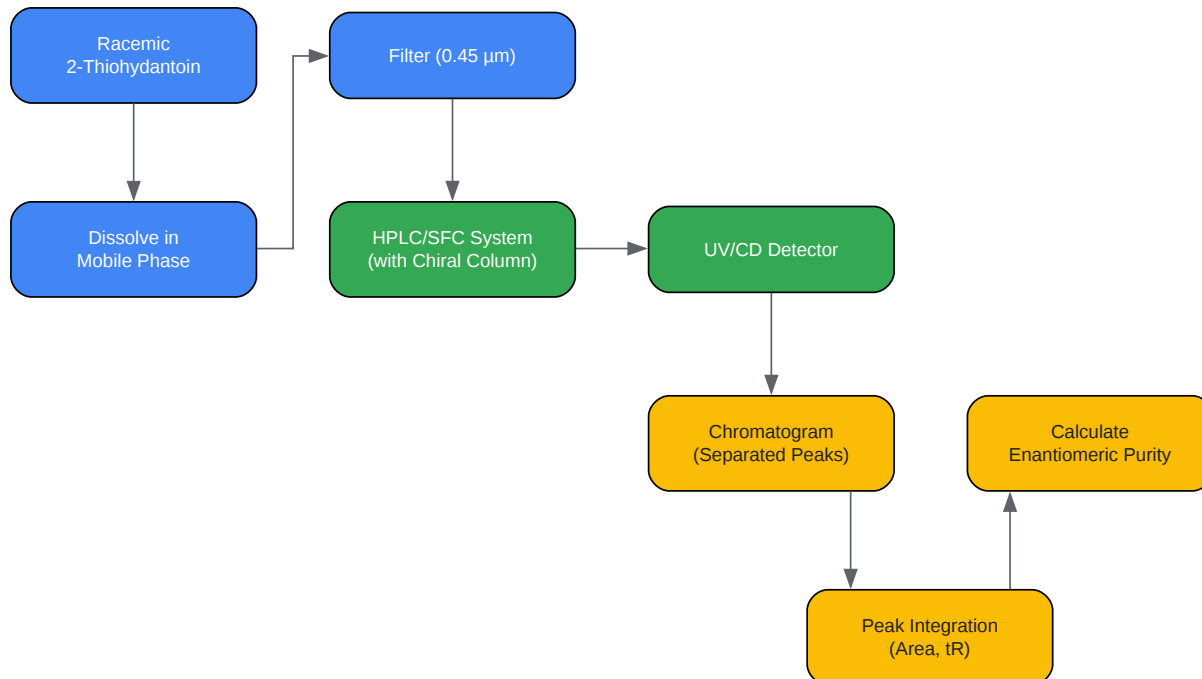 Racemic
2-Thiohydantoin
Dissolve in
Mobile Phase
Filter (0.45 µm)
HPLC/SFC System
(with Chiral Column)
UV/CD Detector
Chromatogram
(Separated Peaks)
Peak Integration
(Area, tR)
Calculate
Enantiomeric Purity